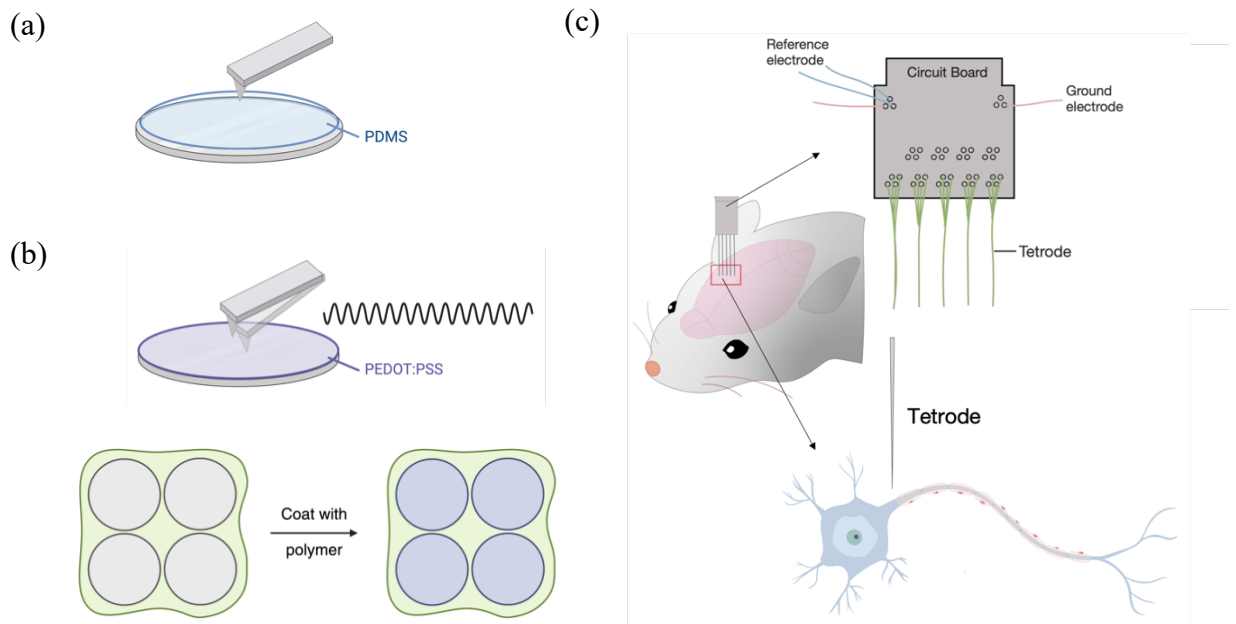 (a)
PDMS
(b)
PEDOT:PSS
Coat with
polymer
(c)
Reference
electrode
Circuit Board
Ground
electrode
Tetrode
Tetrode